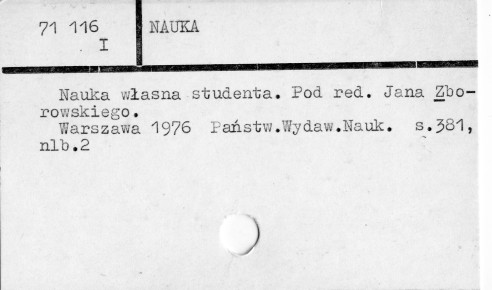 71 116
I
NAUKA
Nauka własna studenta. Pod red. Jana Zbo-
rowskiego.
Warszawa 1976 Państw.Wydaw.Nauk. s.381,
nlb.2